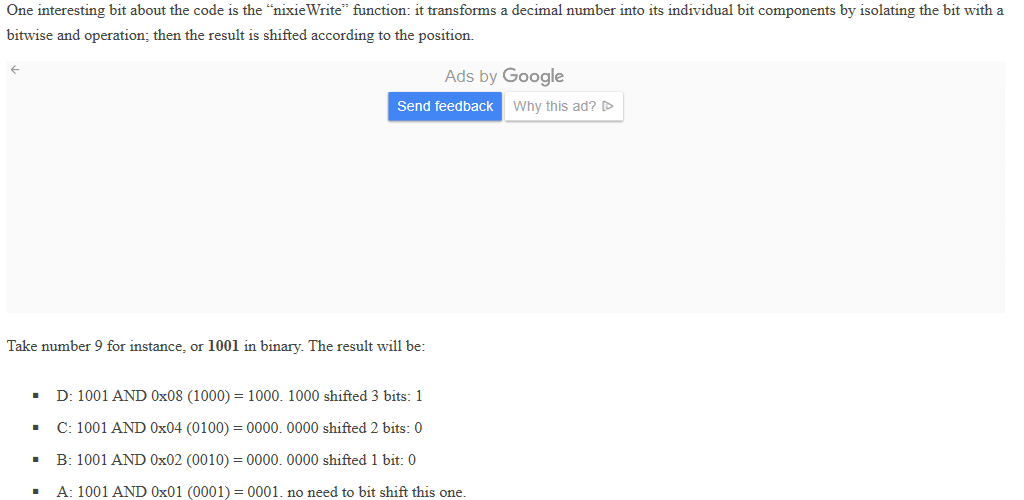 One interesting bit about the code is the “nixieWrite” function: it transforms a decimal number into its individual bit components by isolating the bit with a
bitwise and operation; then the result is shifted according to the position.
Ads by Google
Send feedback Why this ad?
Take number 9 for instance, or 1001 in binary. The result will be:
▪ D: 1001 AND 0x08 (1000) = 1000. 1000 shifted 3 bits: 1
▪ C: 1001 AND 0x04 (0100) = 0000. 0000 shifted 2 bits: 0
▪ B: 1001 AND 0x02 (0010) = 0000. 0000 shifted 1 bit: 0
▪ A: 1001 AND 0x01 (0001) = 0001. no need to bit shift this one.